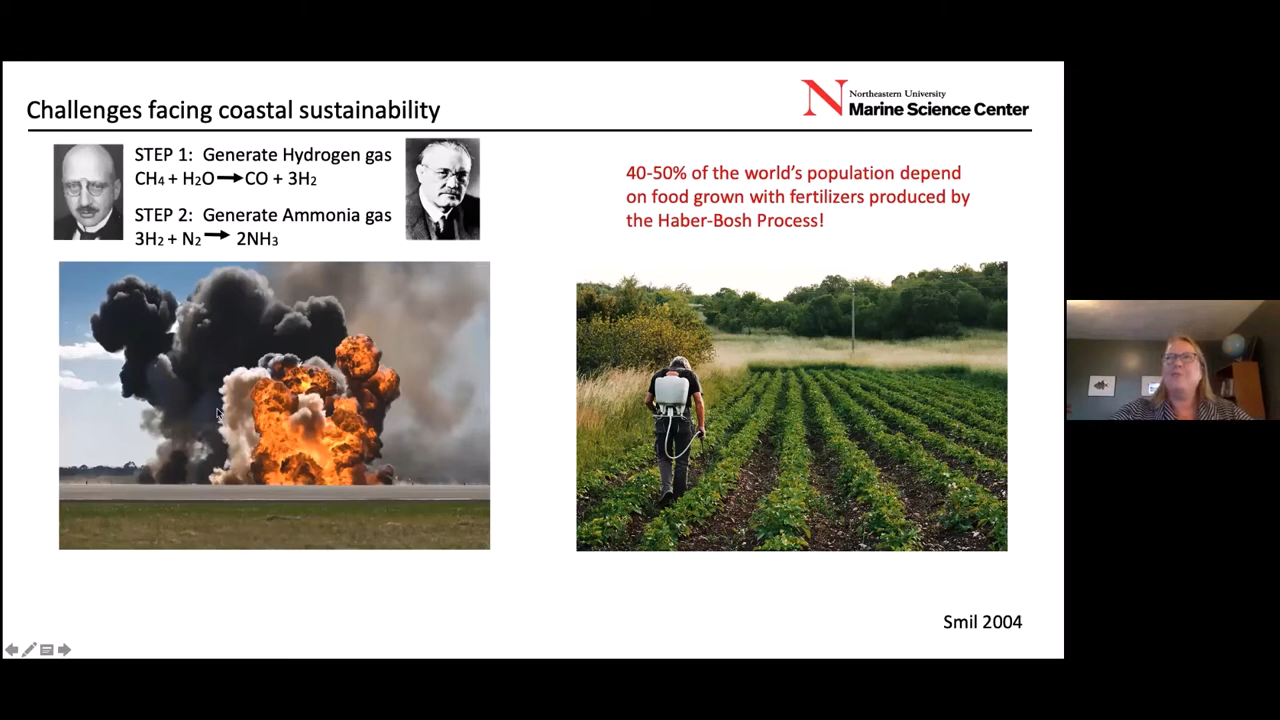 Challenges facing coastal sustainability
Northeastern University
Marine Science Center
STEP 1: Generate Hydrogen gas
CH4 + H2O → CO + 3H2
STEP 2: Generate Ammonia gas
3H2 + N2 → 2NH3
40-50% of the world's population depend
on food grown with fertilizers produced by
the Haber-Bosh Process!
Smil 2004